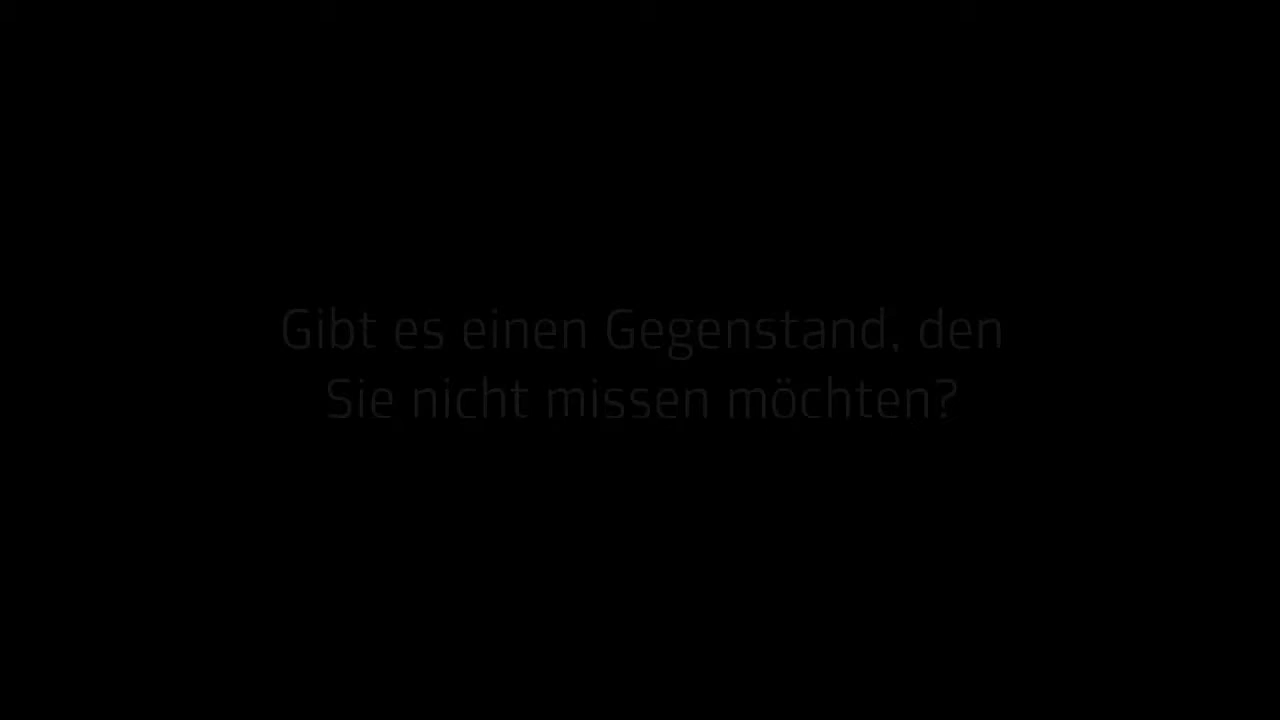 Gibt es einen Gegenstand, den
Sie nicht missen möchten?